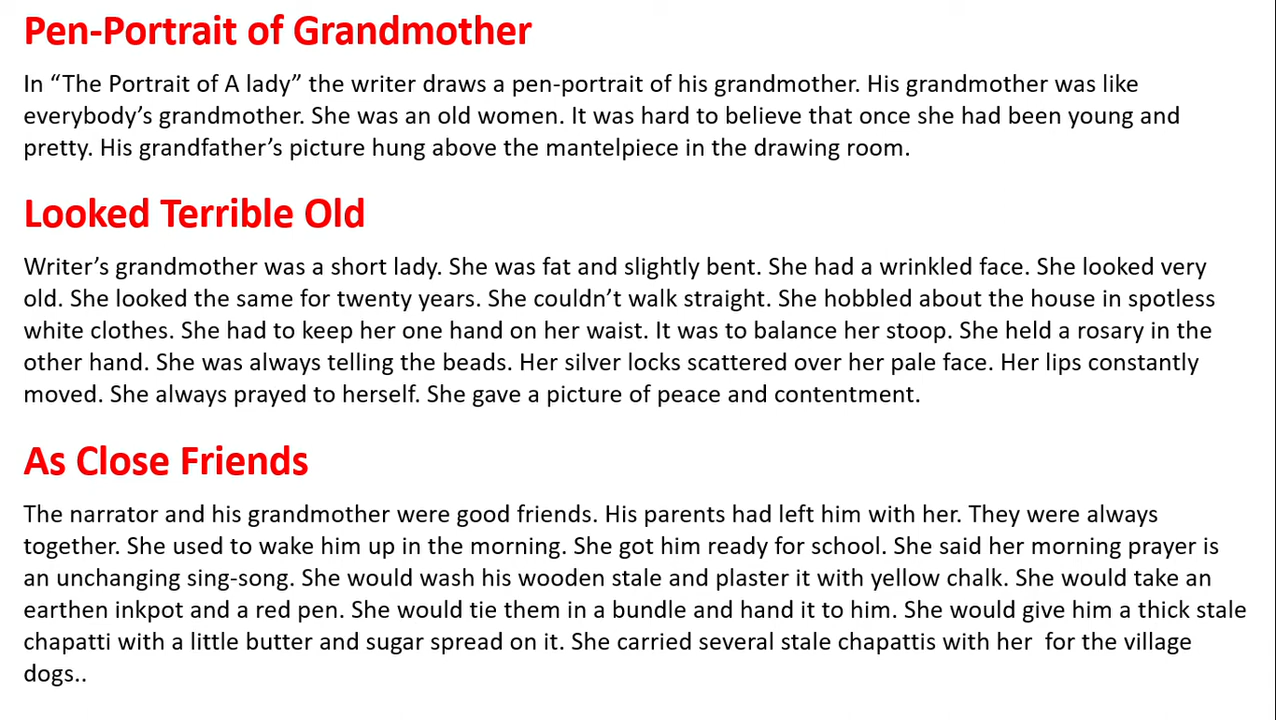 Pen-Portrait of Grandmother
In “The Portrait of A lady” the writer draws a pen-portrait of his grandmother. His grandmother was like
everybody’s grandmother. She was an old women. It was hard to believe that once she had been young and
pretty. His grandfather’s picture hung above the mantelpiece in the drawing room.
Looked Terrible Old
Writer’s grandmother was a short lady. She was fat and slightly bent. She had a wrinkled face. She looked very
old. She looked the same for twenty years. She couldn’t walk straight. She hobbled about the house in spotless
white clothes. She had to keep her one hand on her waist. It was to balance her stoop. She held a rosary in the
other hand. She was always telling the beads. Her silver locks scattered over her pale face. Her lips constantly
moved. She always prayed to herself. She gave a picture of peace and contentment.
As Close Friends
The narrator and his grandmother were good friends. His parents had left him with her. They were always
together. She used to wake him up in the morning. She got him ready for school. She said her morning prayer is
an unchanging sing-song. She would wash his wooden stale and plaster it with yellow chalk. She would take an
earthen inkpot and a red pen. She would tie them in a bundle and hand it to him. She would give him a thick stale
chapatti with a little butter and sugar spread on it. She carried several stale chapattis with her  for the village
dogs..